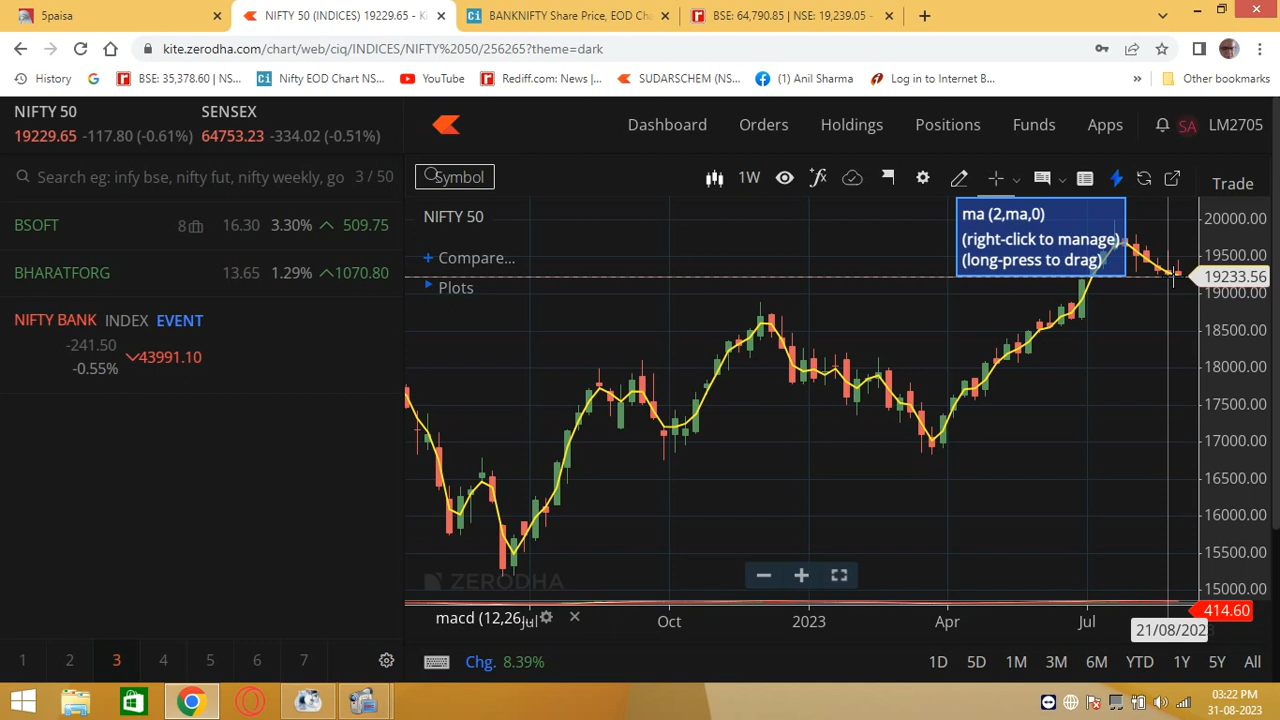 5paisa
NIFTY 50 (INDICES) 19229.65 - Ki
BANKNIFTY Share Price, EOD Cha
BSE: 64,790.85 | NSE: 19,239.05 -
kite.zerodha.com/chart/web/ciq/INDICES/NIFTY%2050/256265?theme=dark
History
BSE: 35,378.60 | NS...
Nifty EOD Chart NS...
YouTube
Rediff.com: News |...
SUDARSCHEM (NS...
(1) Anil Sharma
Log in to Internet B...
»
Other bookmarks
NIFTY 50
19229.65 -117.80 (-0.61%)
SENSEX
64753.23 -334.02 (-0.51%)
Dashboard
Orders
Holdings
Positions
Funds
Apps
SA
LM2705
Search eg: infy bse, nifty fut, nifty weekly, go
3 / 50
Symbol
1W
Trade
BSOFT
8
16.30
3.30%
509.75
BHARATFORG
13.65
1.29%
1070.80
NIFTY BANK INDEX EVENT
-241.50
-0.55%
43991.10
NIFTY 50
Compare...
Plots
ma (2,ma,0)
(right-click to manage)
(long-press to drag)
20000.00
19500.00
19233.56
19000.00
18500.00
18000.00
17500.00
17000.00
16500.00
16000.00
15500.00
15000.00
ZERODHA
414.60
macd (12,26,
Jul
Oct
2023
Apr
Jul
21/08/2023
1
2
3
4
5
6
7
Chg. 8.39%
1D
5D
1M
3M
6M
YTD
1Y
5Y
All
03:22 PM
31-08-2023